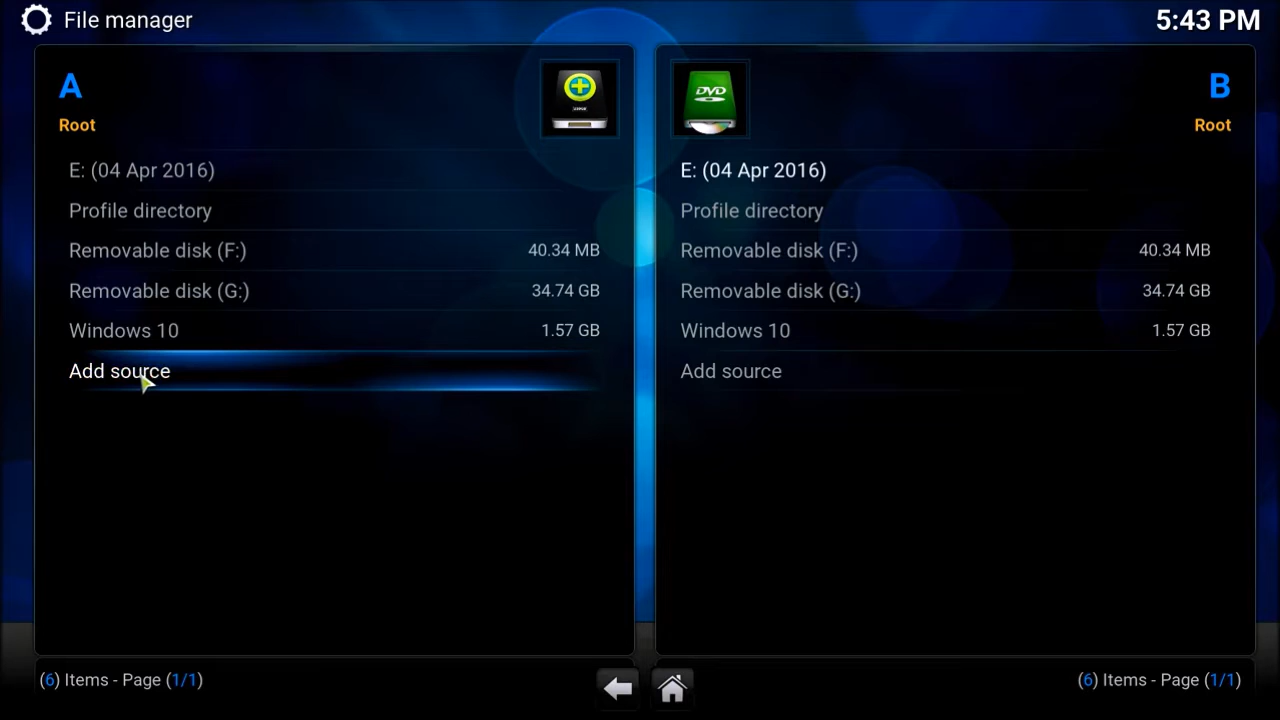 File manager
5:43 PM
A
Root
E: (04 Apr 2016)
Profile directory
Removable disk (F:) 40.34 MB
Removable disk (G:) 34.74 GB
Windows 10 1.57 GB
Add source
(6) Items - Page (1/1)
DVD
B
Root
E: (04 Apr 2016)
Profile directory
Removable disk (F:) 40.34 MB
Removable disk (G:) 34.74 GB
Windows 10 1.57 GB
Add source
(6) Items - Page (1/1)